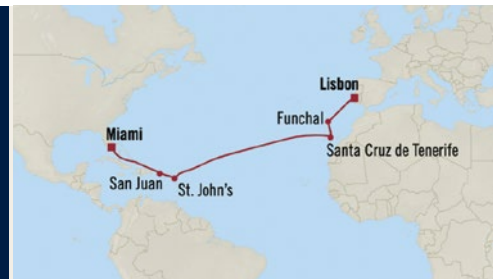 Lisbon
Funchal
Miami
Santa Cruz de Tenerife
San Juan
St. John's